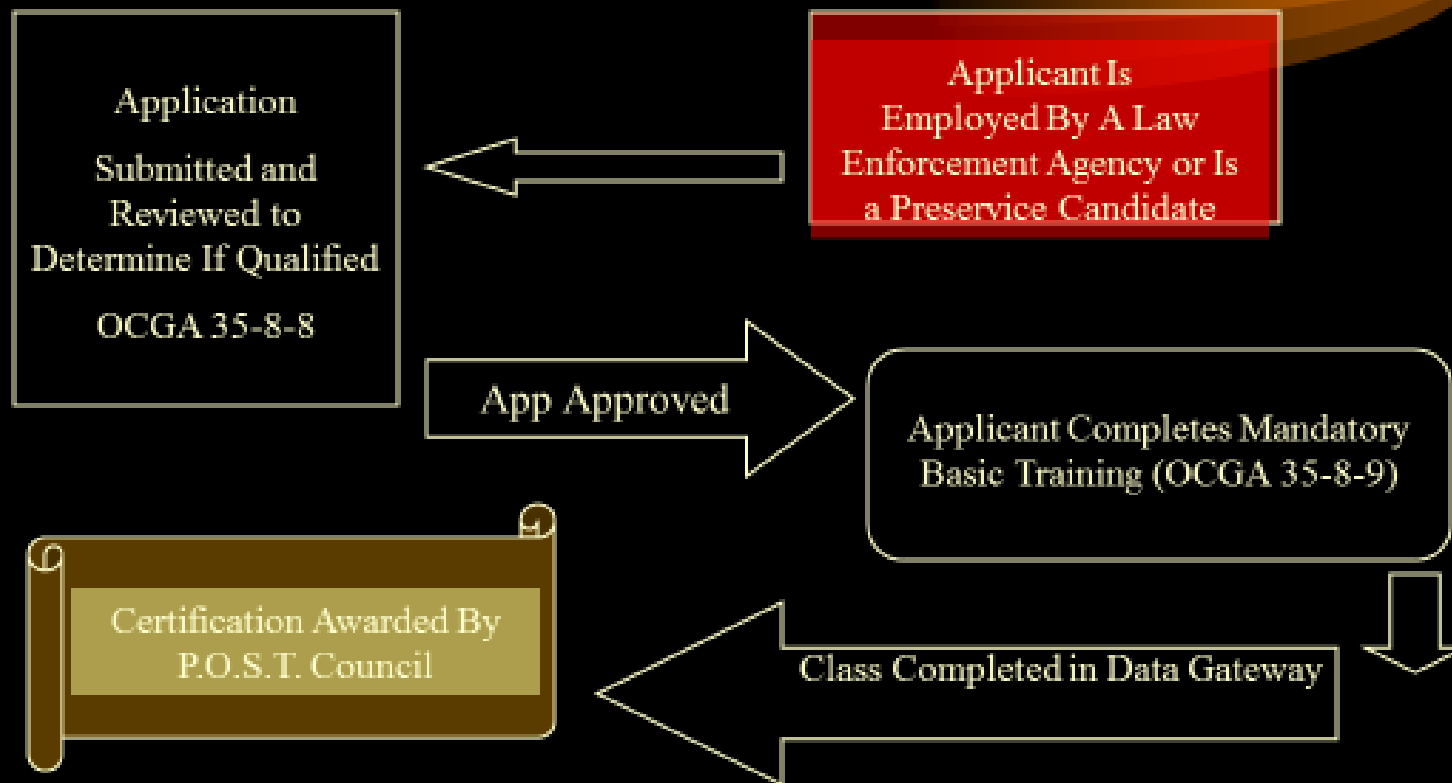 Application
Submitted and
Reviewed to
Determine If Qualified
OCGA 35-8-8
Applicant Is
Employed By A Law
Enforcement Agency or Is
a Preservice Candidate
App Approved
Applicant Completes Mandatory
Basic Training (OCGA 35-8-9)
Certification Awarded By
P.O.S.T. Council
Class Completed in Data Gateway